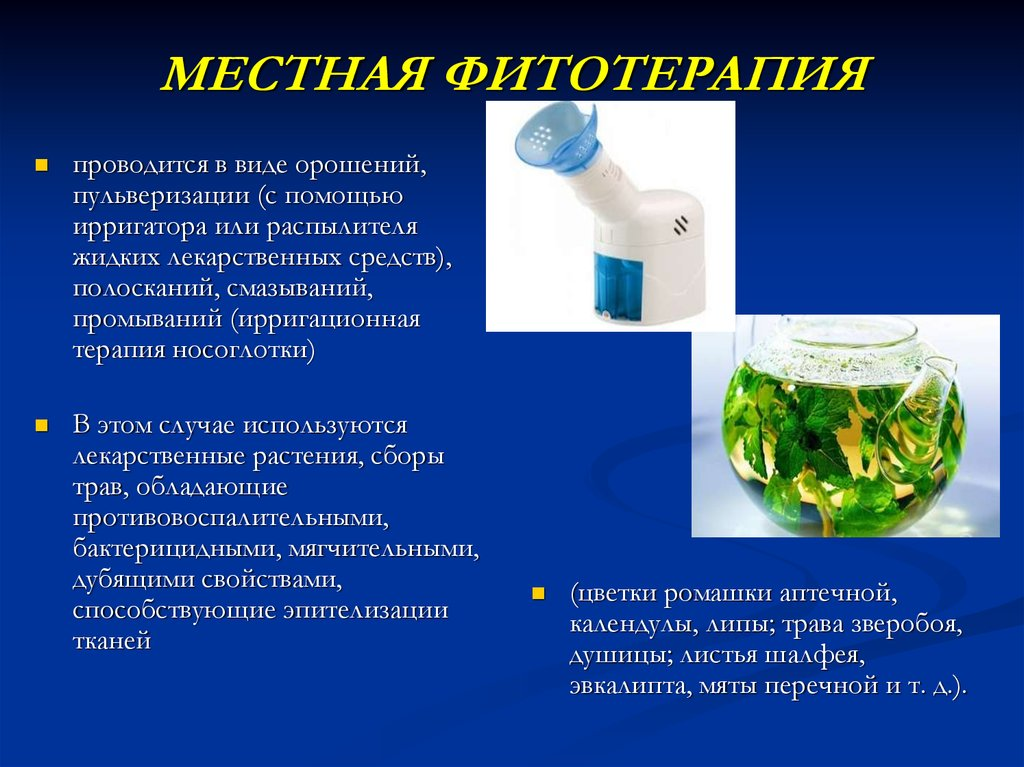 МЕСТНАЯ ФИТОТЕРАПИЯ
проводится в виде орошений,
пульверизации (с помощью
ирригатора или распылителя
жидких лекарственных средств),
полосканий, смазываний,
промываний (ирригационная
терапия носоглотки)
В этом случае используются
лекарственные растения, сборы
трав, обладающие
противовоспалительными,
бактерицидными, мягчительными,
дубящими свойствами,
способствующие эпителизации
тканей
(цветки ромашки аптечной,
календулы, липы; трава зверобоя,
душицы; листья шалфея,
эвкалипта, мяты перечной и т. д.).